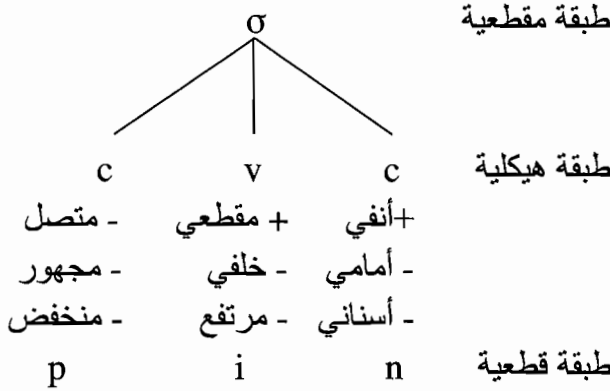 σ طبقة مقطعية
c v c طبقة هيكلية
- متصل + مقطعي +أنفي
- مجهور - خلفي - أمامي
- منخفض - مرتفع - أسناني
p i n طبقة قطعية